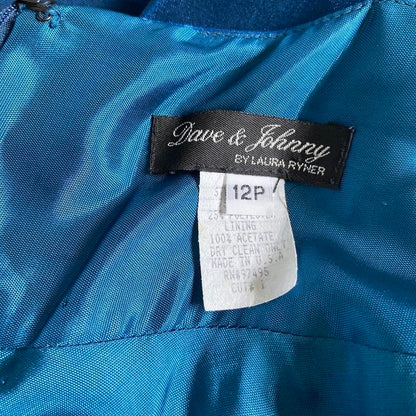 Dave & Johnny
BY LAURA RYNER
12P
25% POLYESTER
LINING
100% ACETATE
DRY CLEAN ONLY
MADE IN U.S.A
RN#97495
CUT# 1